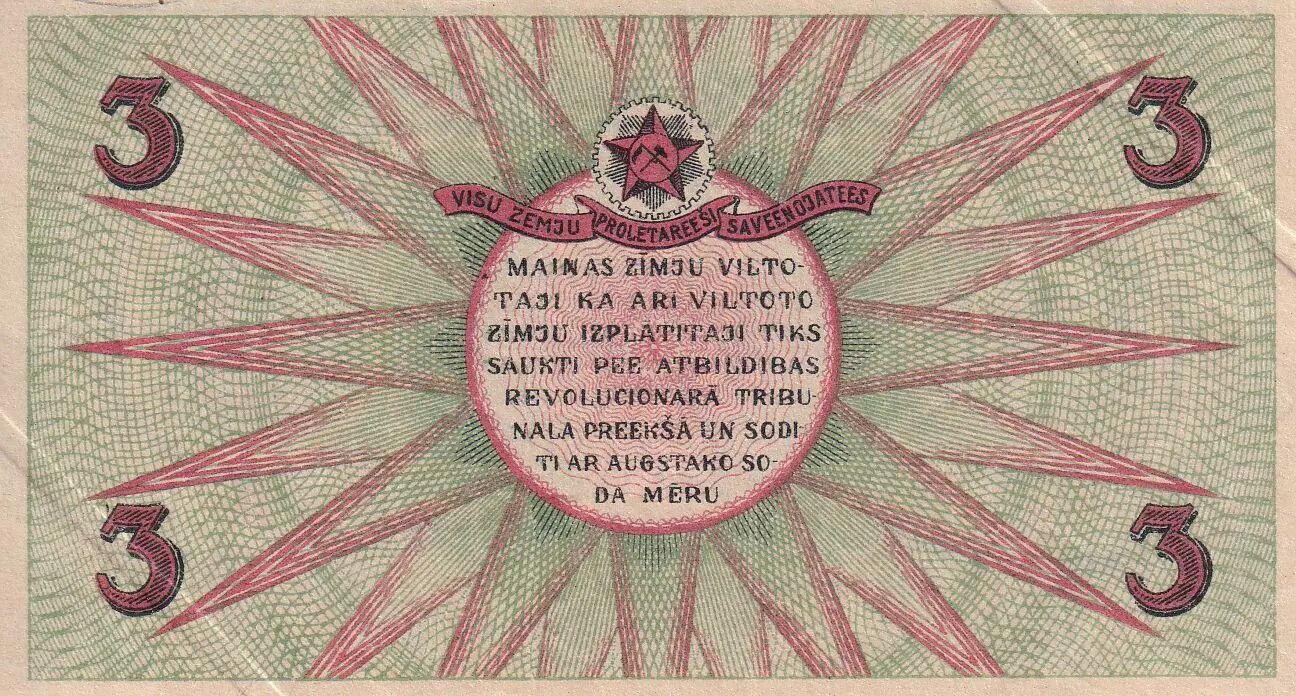 3
3
VISU ZEMJU PROLETAREEŠI SAVEENOJATEES
MAINAS ZĪMJU VILTO-
TAJI KA ARI VILTOTO
ZĪMJU IZPLATITAJI TIKS
SAUKTI PEE ATBILDIBAS
REVOLUCIONARĀ TRIBU-
NALA PREEKŠĀ UN SODI
TI AR AUGSTAKO SO-
DA MĒRU
3
3